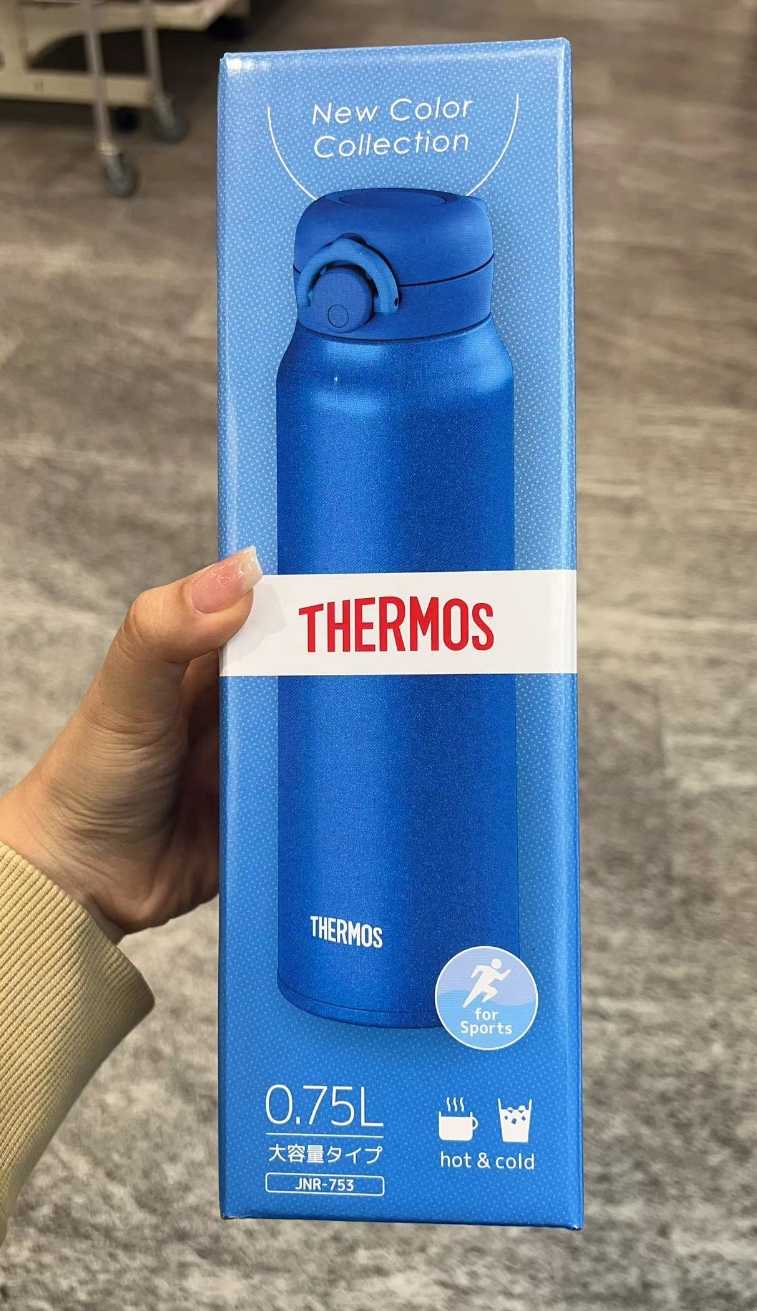 New Color
Collection
THERMOS
THERMOS
for
Sports
0.75L
大容量タイプ
JNR-753
hot & cold